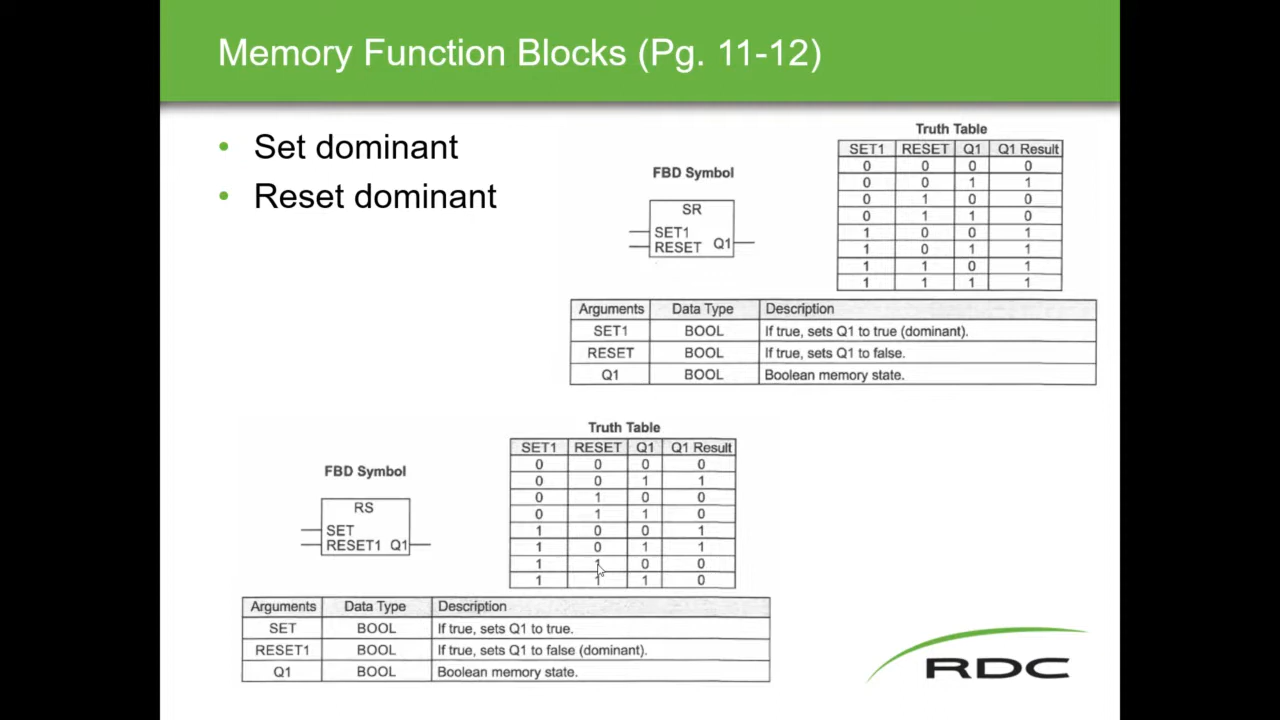 Memory Function Blocks (Pg. 11-12)
• Set dominant
• Reset dominant
FBD Symbol
SR
SET1
RESET Q1
Truth Table
SET1 RESET Q1 Q1 Result
0 0 0 0
0 0 1 1
0 1 0 0
0 1 1 0
1 0 0 1
1 0 1 1
1 1 0 1
1 1 1 1
Arguments Data Type Description
SET1 BOOL If true, sets Q1 to true (dominant).
RESET BOOL If true, sets Q1 to false.
Q1 BOOL Boolean memory state.
FBD Symbol
RS
SET
RESET1 Q1
Truth Table
SET1 RESET Q1 Q1 Result
0 0 0 0
0 0 1 1
0 1 0 0
0 1 1 0
1 0 0 1
1 0 1 1
1 1 0 0
1 1 1 0
Arguments Data Type Description
SET BOOL If true, sets Q1 to true.
RESET1 BOOL If true, sets Q1 to false (dominant).
Q1 BOOL Boolean memory state.
RDC